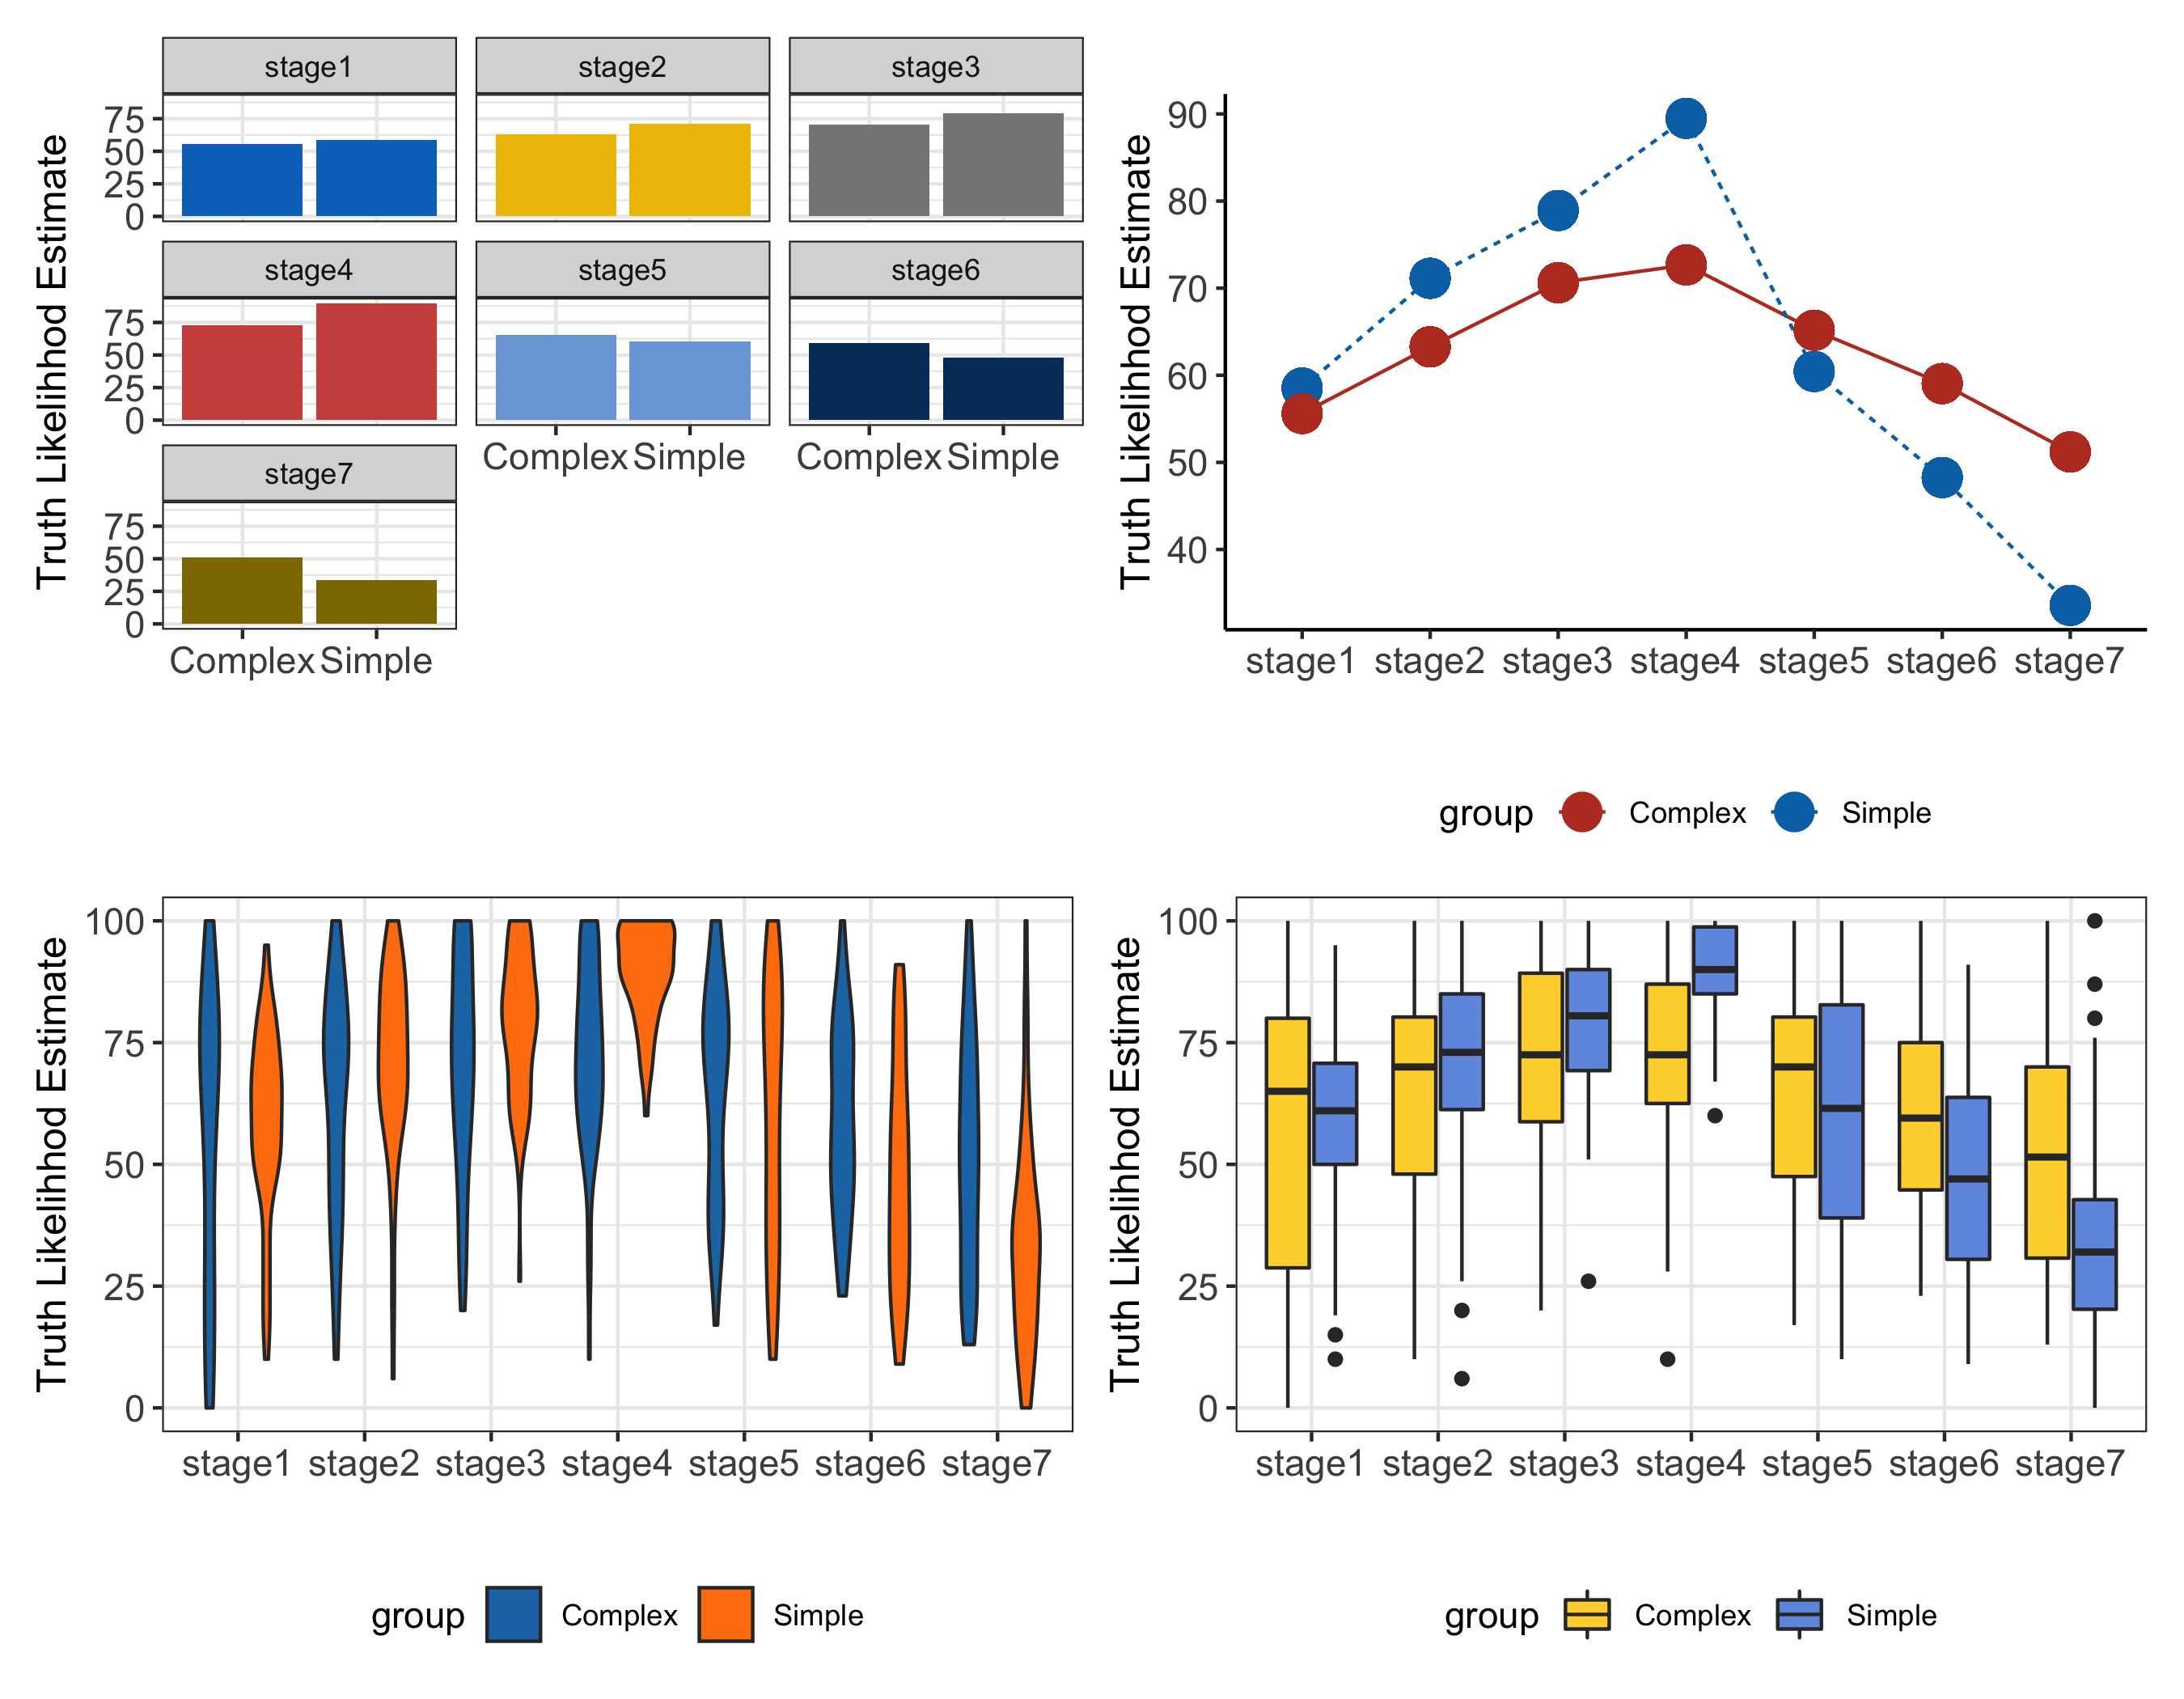 Truth Likelihhod Estimate
stage1
stage2
stage3
75
50
25
0
stage4
stage5
stage6
75
50
25
0
Complex Simple
Complex Simple
stage7
75
50
25
0
Complex Simple
Truth Likelihhod Estimate
90
80
70
60
50
40
stage1 stage2 stage3 stage4 stage5 stage6 stage7
group Complex Simple
Truth Likelihhod Estimate
100
75
50
25
0
stage1 stage2 stage3 stage4 stage5 stage6 stage7
group Complex Simple
Truth Likelihhod Estimate
100
75
50
25
0
stage1 stage2 stage3 stage4 stage5 stage6 stage7
group Complex Simple